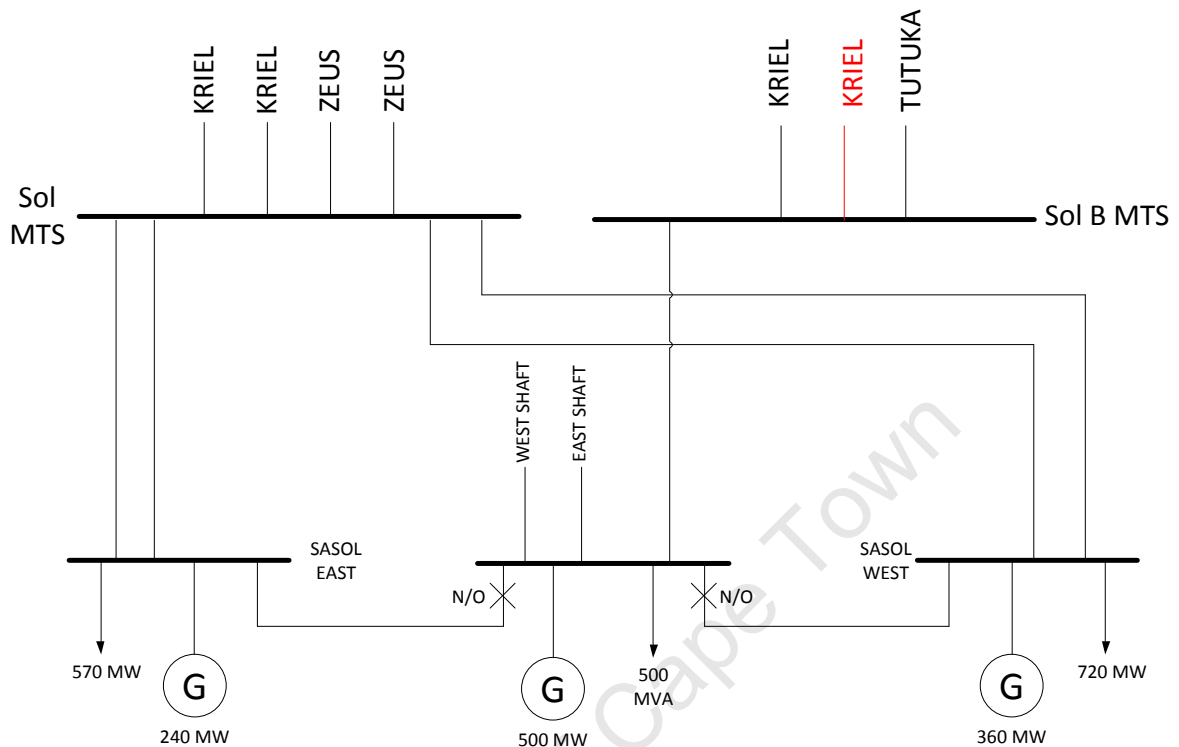 KRIEL
KRIEL
ZEUS
ZEUS
KRIEL
KRIEL
TUTUKA
Sol
MTS
Sol B MTS
WEST SHAFT
EAST SHAFT
SASOL
EAST
SASOL
WEST
N/O
N/O
570 MW
G
240 MW
G
500 MW
500
MVA
G
360 MW
720 MW
Cape Town